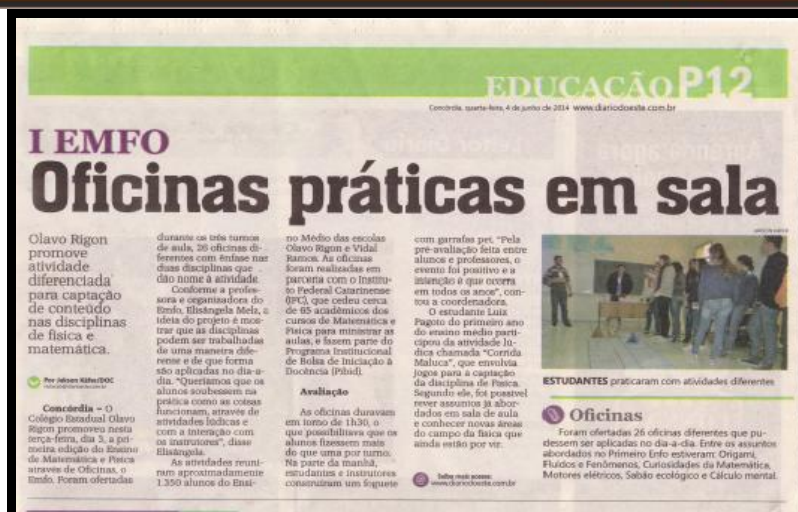 EDUCAÇÃO P12
Concórdia, quarta-feira, 4 de junho de 2014 www.diariodoeste.com.br
I EMFO
Oficinas práticas em sala
Olavo Rigon
promove
atividade
diferenciada
para captação
de conteúdo
nas disciplinas
de física e
matemática.
Concórdia – O
Colégio Estadual Olavo
Rigon promoveu nesta
terça-feira, dia 3, a pri-
meira edição do Ensino
de Matemática e Física
através de Oficinas, o
Emfo. Foram ofertadas
durante os três turnos
de aula, 26 oficinas di-
ferentes com ênfase nas
duas disciplinas que
dão nome à atividade.
Conforme a profes-
sora e organizadora do
Emfo, Elisângela Melz, a
ideia do projeto é mos-
trar que as disciplinas
podem ser trabalhadas
de uma maneira dife-
rente e de que forma
são aplicadas no dia-a-
dia. "Queríamos que os
alunos soubessem na
prática como as coisas
funcionam, através de
atividades lúdicas e
com a interação com
os instrutores", disse
Elisângela.
As atividades reuni-
ram aproximadamente
1.350 alunos do Ensi-
no Médio das escolas
Olavo Rigon e Vidal
Ramos. As oficinas
foram realizadas em
parceria com o Institu-
to Federal Catarinense
(IFC), que cedeu cerca
de 65 acadêmicos dos
cursos de Matemática e
Física para ministrar as
aulas, e fazem parte do
Programa Institucional
de Bolsa de Iniciação à
Docência (Pibid).
Avaliação
As oficinas duravam
em torno de 1h30, o
que possibilitava que os
alunos fizessem mais
do que uma por turno.
Na parte da manhã,
estudantes e instrutores
construíram um foguete
com garrafas pet. "Pela
pré-avaliação feita entre
alunos e professores, o
evento foi positivo e a
intenção é que ocorra
em todos os anos", con-
tou a coordenadora.
O estudante Luiz
Pagoto do primeiro ano
do ensino médio parti-
cipou da atividade lú-
dica chamada "Corrida
Maluca", que envolvia
jogos para a captação
da disciplina de Física.
Segundo ele, foi possível
rever assuntos já abor-
dados em sala de aula
e conhecer novas áreas
do campo da física que
ainda estão por vir.
Saiba mais acesse:
www.diariodoeste.com.br
ESTUDANTES praticaram com atividades diferentes
Oficinas
Foram ofertadas 26 oficinas diferentes que pu-
dessem ser aplicadas no dia-a-dia. Entre os assuntos
abordados no Primeiro Enfo estiveram: Origami,
Fluídos e Fenômenos, Curiosidades da Matemática,
Motores elétricos, Sabão ecológico e Cálculo mental.